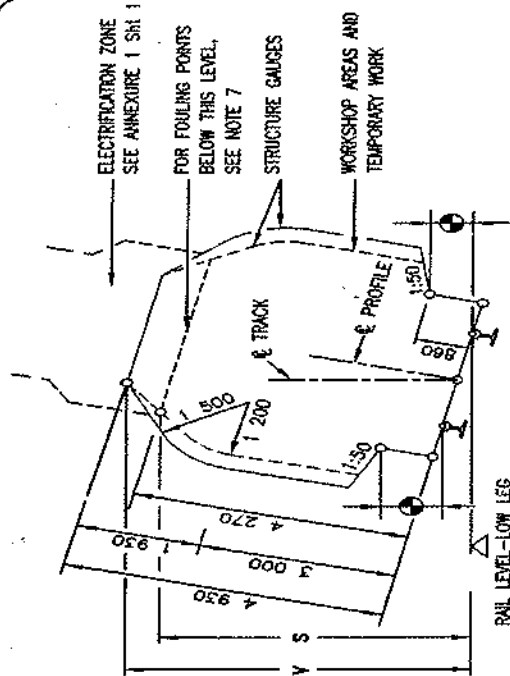 ELECTRIFICATION ZONE
SEE ANNEXURE 1 Sht 1
FOR FOULING POINTS
BELOW THIS LEVEL,
SEE NOTE 7
STRUCTURE GAUGES
WORKSHOP AREAS AND
TEMPORARY WORK
℄ TRACK
℄ PROFILE
1 500
1 200
1:50
1:50
860
4 270
1 930
3 000
4 930
S
V
RAIL LEVEL-LOW LEG